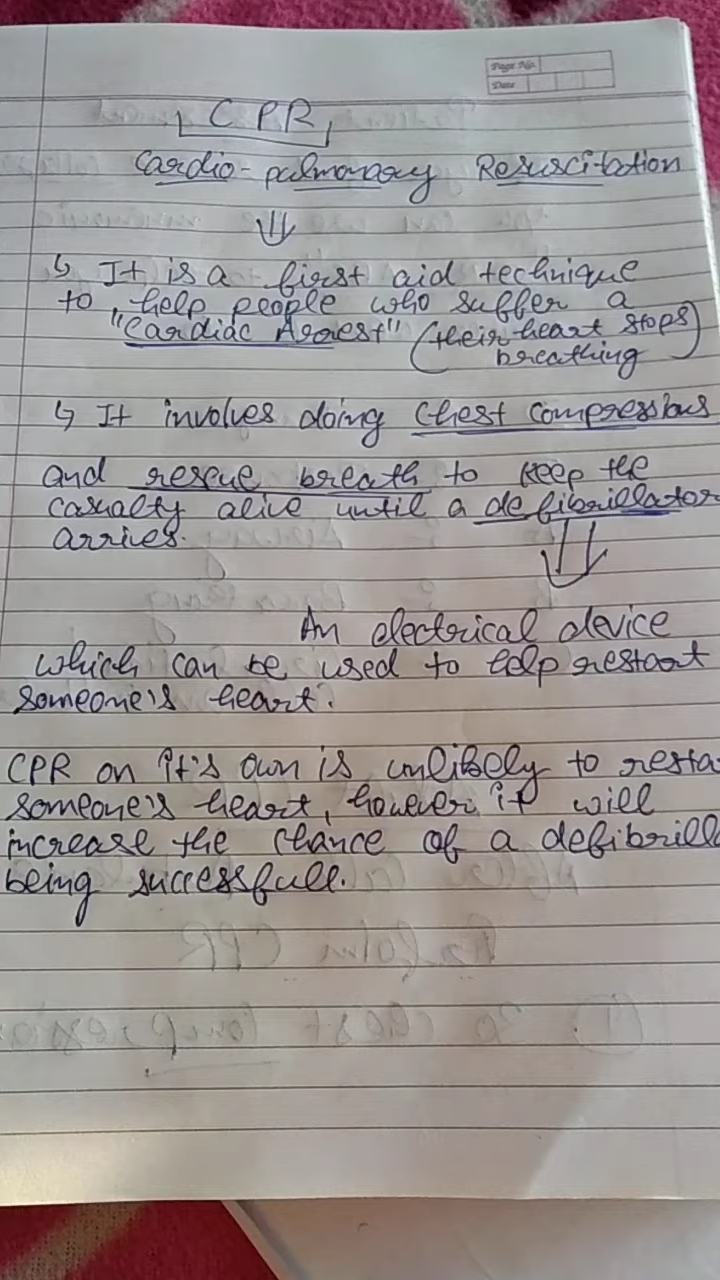 Page No.
Date
CPR
Cardio-pulmonary Resuscitation
↳ It is a first aid technique
to help people who suffer a
"Cardiac Arrest" (their heart stops
breathing)
↳ It involves doing Chest Compressions
and rescue breath to keep the
casualty alive until a defibrillator
arries.
An electrical device
which can be used to help restart
someone's heart.
CPR on it's own is unlikely to resta
someone's heart, however it will
increase the chance of a defibrill
being successfull.